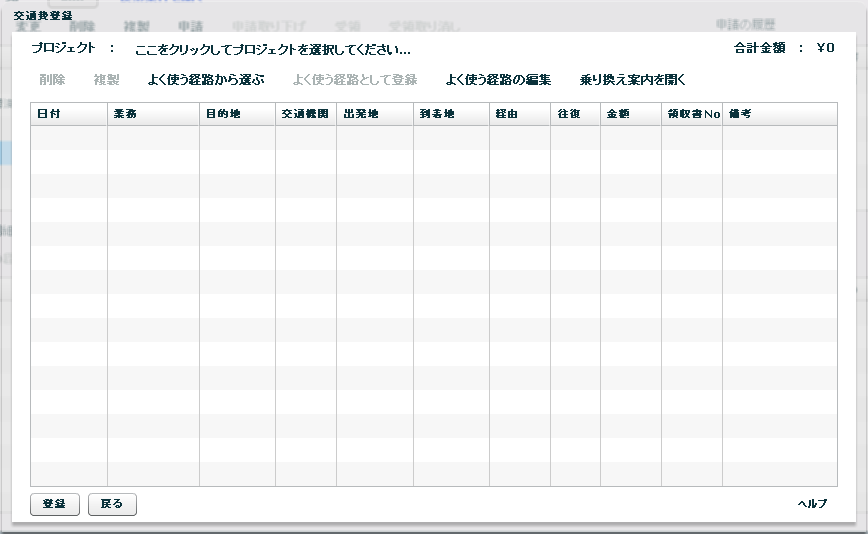 交通費登録
変更 削除 複製 申請 申請取り下げ 受領 受領取り消し 申請の履歴
プロジェクト ： ここをクリックしてプロジェクトを選択してください... 合計金額 ： ¥0
削除 複製 よく使う経路から選ぶ よく使う経路として登録 よく使う経路の編集 乗り換え案内を開く
日付 業務 目的地 交通機関 出発地 到着地 経由 往復 金額 領収書No 備考
登録 戻る ヘルプ